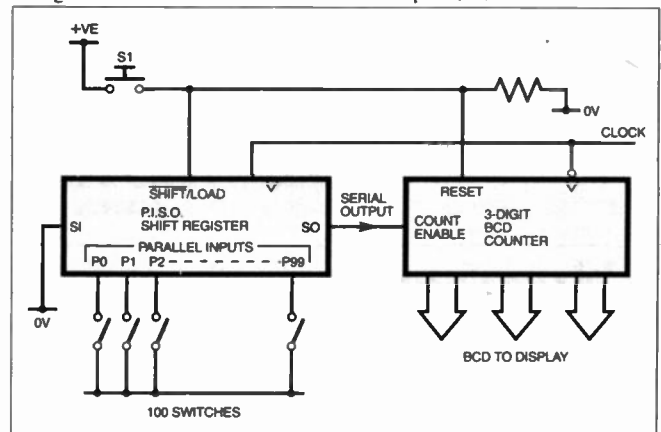 +VE
S1
0V
CLOCK
SHIFT/LOAD
P.I.S.O.
SHIFT REGISTER
SI
SO
PARALLEL INPUTS
P0 P1 P2 P99
SERIAL
OUTPUT
RESET
COUNT
ENABLE
3-DIGIT
BCD
COUNTER
0V
BCD TO DISPLAY
100 SWITCHES